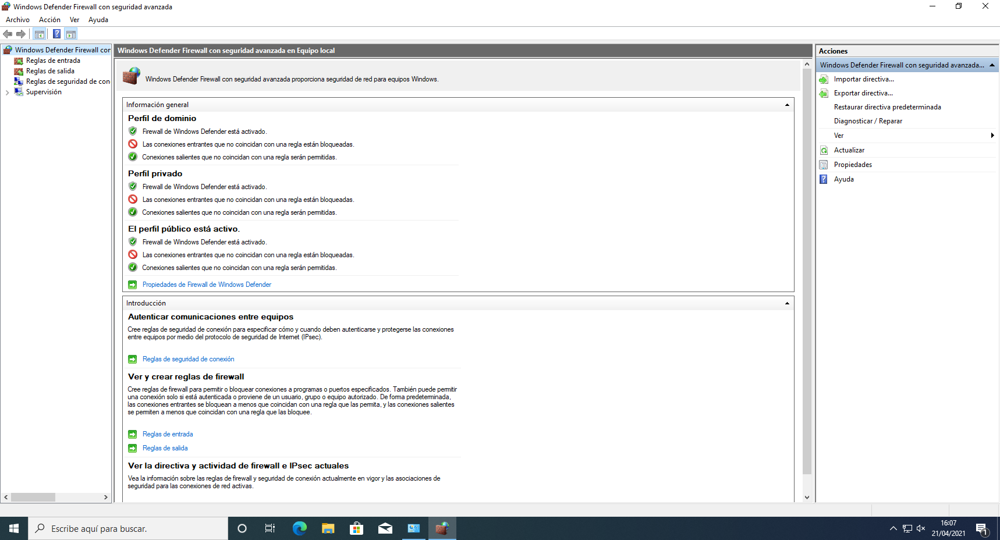 Windows Defender Firewall con seguridad avanzada
Archivo Acción Ver Ayuda
Windows Defender Firewall con
Reglas de entrada
Reglas de salida
Reglas de seguridad de con
Supervisión
Windows Defender Firewall con seguridad avanzada en Equipo local
Windows Defender Firewall con seguridad avanzada proporciona seguridad de red para equipos Windows.
Información general
Perfil de dominio
Firewall de Windows Defender está activado.
Las conexiones entrantes que no coincidan con una regla están bloqueadas.
Conexiones salientes que no coincidan con una regla serán permitidas.
Perfil privado
Firewall de Windows Defender está activado.
Las conexiones entrantes que no coincidan con una regla están bloqueadas.
Conexiones salientes que no coincidan con una regla serán permitidas.
El perfil público está activo.
Firewall de Windows Defender está activado.
Las conexiones entrantes que no coincidan con una regla están bloqueadas.
Conexiones salientes que no coincidan con una regla serán permitidas.
Propiedades de Firewall de Windows Defender
Introducción
Autenticar comunicaciones entre equipos
Cree reglas de seguridad de conexión para especificar cómo y cuando deben autenticarse y protegerse las conexiones
entre equipos por medio del protocolo de seguridad de Internet (IPsec).
Reglas de seguridad de conexión
Ver y crear reglas de firewall
Cree reglas de firewall para permitir o bloquear conexiones a programas o puertos especificados. También puede permitir
una conexión solo si está autenticada o proviene de un usuario, grupo o equipo autorizado. De forma predeterminada,
las conexiones entrantes se bloquean a menos que coincidan con una regla que las permita, y las conexiones salientes
se permiten a menos que coincidan con una regla que las bloquee.
Reglas de entrada
Reglas de salida
Ver la directiva y actividad de firewall e IPsec actuales
Vea la información sobre las reglas de firewall y seguridad de conexión actualmente en vigor y las asociaciones de
seguridad para las conexiones de red activas.
Acciones
Windows Defender Firewall con seguridad avanzada...
Importar directiva...
Exportar directiva...
Restaurar directiva predeterminada
Diagnosticar / Reparar
Ver
Actualizar
Propiedades
Ayuda
Escribe aquí para buscar.
16:07
21/04/2021
1